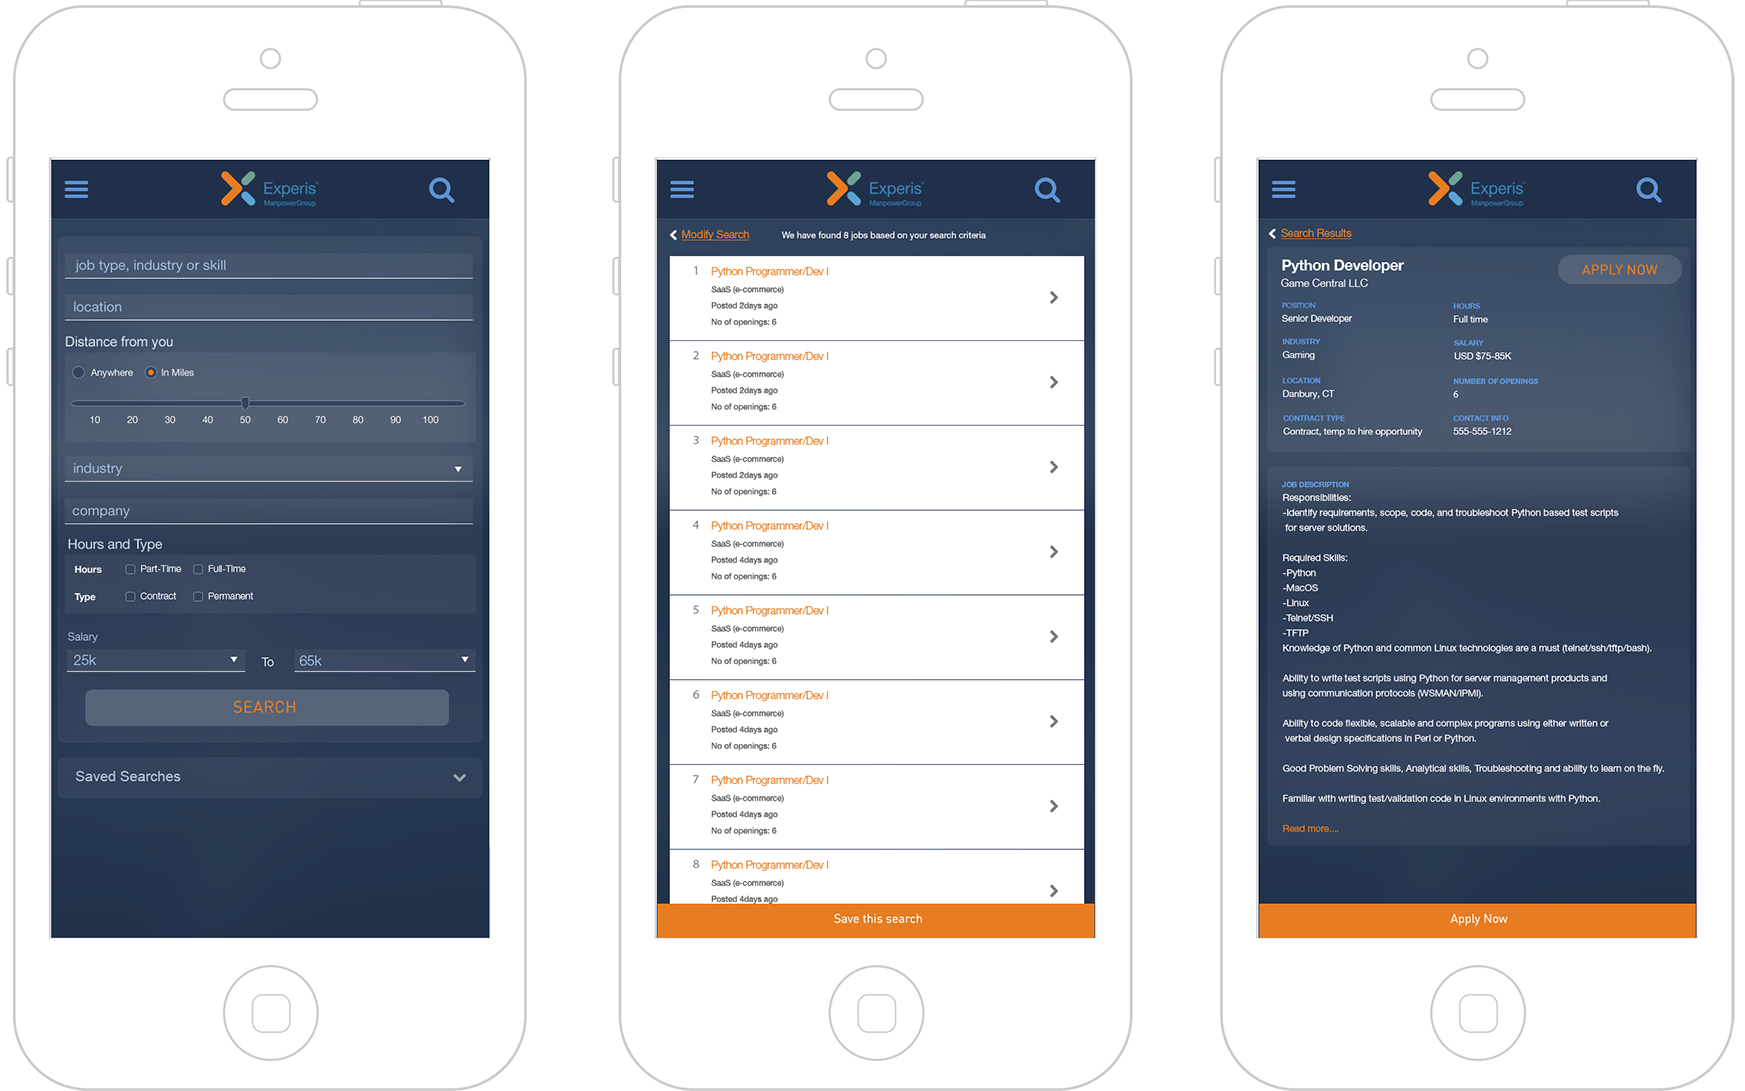 Experis™
ManpowerGroup
job type, industry or skill
location
Distance from you
Anywhere In Miles
10 20 30 40 50 60 70 80 90 100
industry
company
Hours and Type
Hours Part-Time Full-Time
Type Contract Permanent
Salary
25k To 65k
SEARCH
Saved Searches
Experis™
ManpowerGroup
Modify Search We have found 8 jobs based on your search criteria
1 Python Programmer/Dev I
SaaS (e-commerce)
Posted 2days ago
No of openings: 6
2 Python Programmer/Dev I
SaaS (e-commerce)
Posted 2days ago
No of openings: 6
3 Python Programmer/Dev I
SaaS (e-commerce)
Posted 2days ago
No of openings: 6
4 Python Programmer/Dev I
SaaS (e-commerce)
Posted 4days ago
No of openings: 6
5 Python Programmer/Dev I
SaaS (e-commerce)
Posted 4days ago
No of openings: 6
6 Python Programmer/Dev I
SaaS (e-commerce)
Posted 4days ago
No of openings: 6
7 Python Programmer/Dev I
SaaS (e-commerce)
Posted 4days ago
No of openings: 6
8 Python Programmer/Dev I
SaaS (e-commerce)
Posted 4days ago
Save this search
Experis™
ManpowerGroup
Search Results
Python Developer APPLY NOW
Game Central LLC
POSITION HOURS
Senior Developer Full time
INDUSTRY SALARY
Gaming USD $75-85K
LOCATION NUMBER OF OPENINGS
Danbury, CT 6
CONTRACT TYPE CONTACT INFO
Contract, temp to hire opportunity 555-555-1212
JOB DESCRIPTION
Responsibilities:
-Identify requirements, scope, code, and troubleshoot Python based test scripts
for server solutions.
Required Skills:
-Python
-MacOS
-Linux
-Telnet/SSH
-TFTP
Knowledge of Python and common Linux technologies are a must (telnet/ssh/tftp/bash).
Ability to write test scripts using Python for server management products and
using communication protocols (WSMAN/IPMI).
Ability to code flexible, scalable and complex programs using either written or
verbal design specifications in Perl or Python.
Good Problem Solving skills, Analytical skills, Troubleshooting and ability to learn on the fly.
Familiar with writing test/validation code in Linux environments with Python.
Read more....
Apply Now